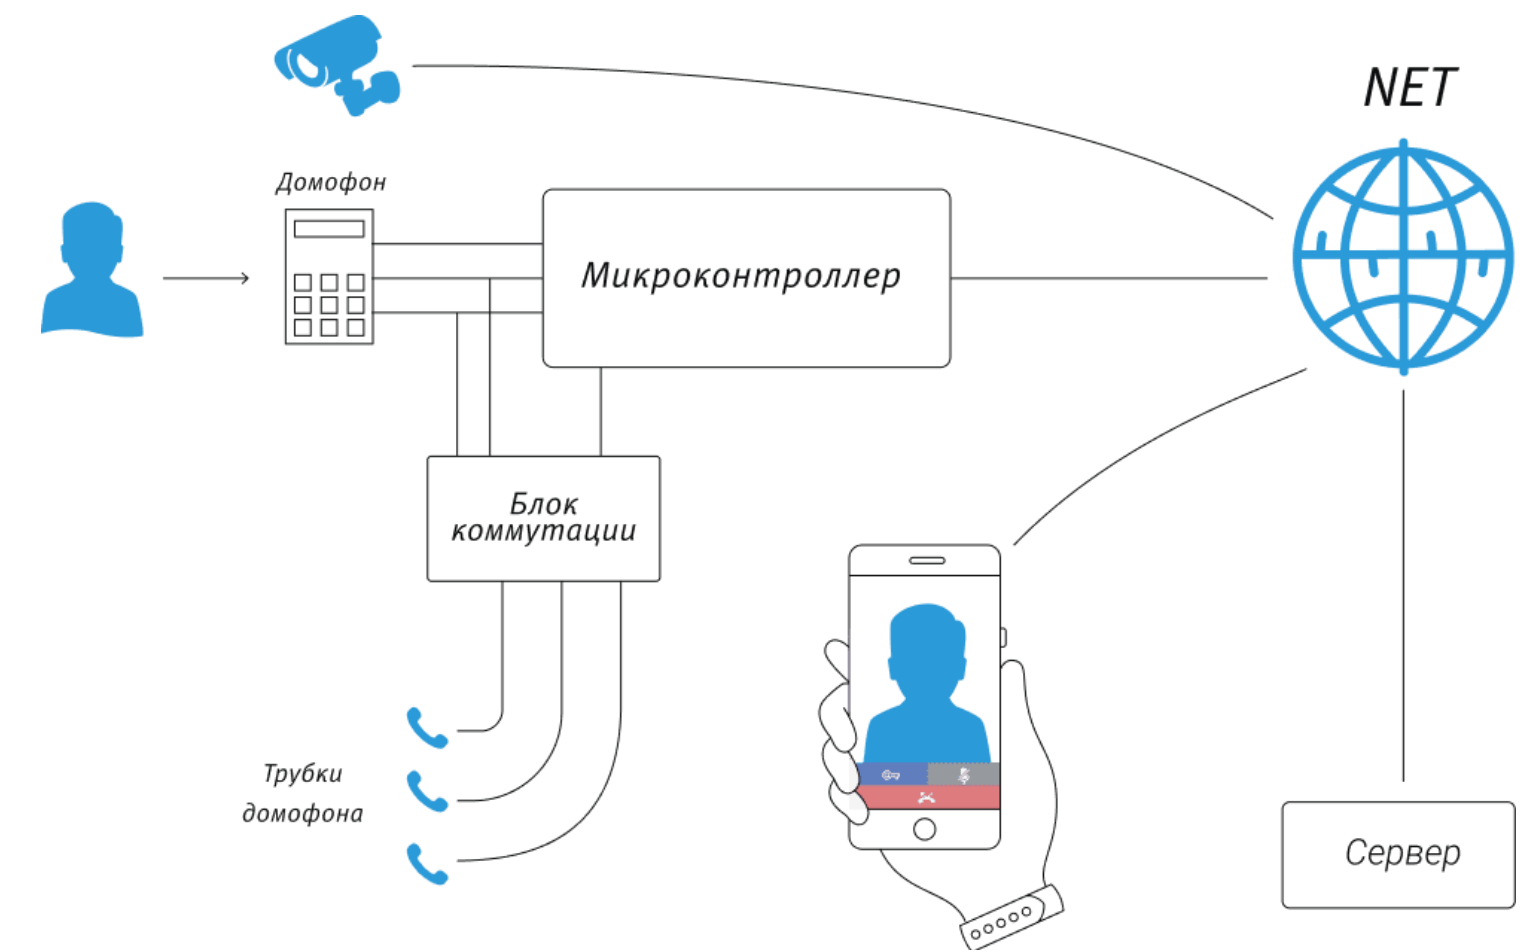 NET
Домофон
Микроконтроллер
Блок
коммутации
Трубки
домофона
Сервер